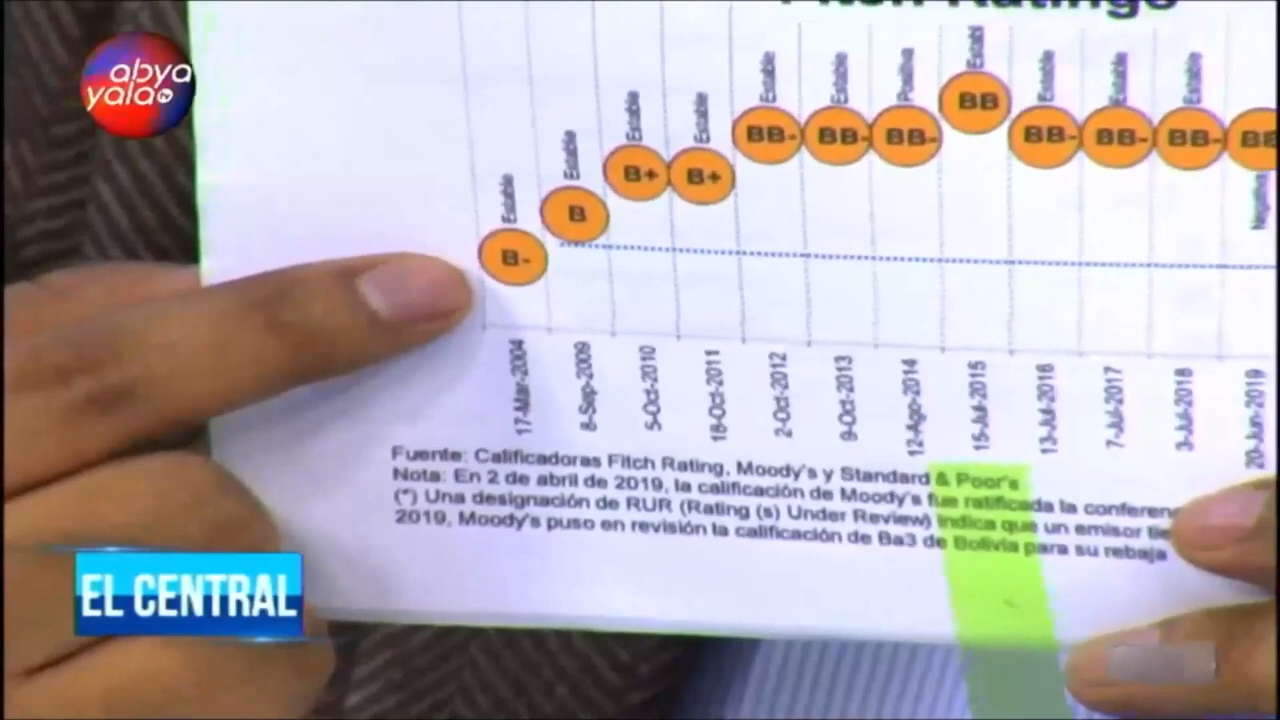 Fitch Ratings
abya
yala tv
Estable
Estable
Estable
Estable
Estable
Estable
Positiva
Establ
Estable
Estable
Estable
B-
B
B+
B+
BB-
BB-
BB-
BB
BB-
BB-
BB-
17-Mar-2004
8-Sep-2009
5-Oct-2010
18-Oct-2011
2-Oct-2012
9-Oct-2013
12-Ago-2014
15-Jul-2015
13-Jul-2016
7-Jul-2017
3-Jul-2018
20-Jun-2019
Fuente: Calificadoras Fitch Rating, Moody's y Standard & Poor's
Nota: En 2 de abril de 2019, la calificación de Moody's fue ratificada la conferen
(*) Una designación de RUR (Rating (s) Under Review) indica que un emisor tie
2019, Moody's puso en revisión la calificación de Ba3 de Bolivia para su rebaja
EL CENTRAL